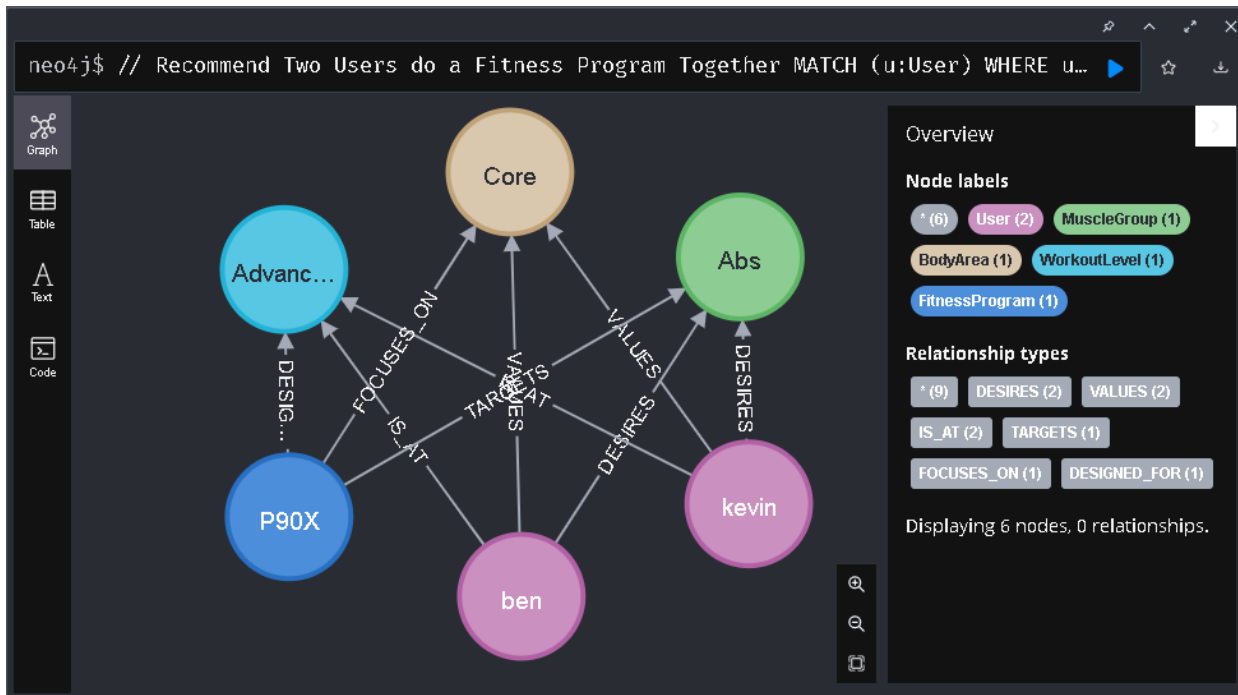 neo4j$ // Recommend Two Users do a Fitness Program Together MATCH (u:User) WHERE u…
Graph
Table
Text
Code
Core
Advanc...
Abs
P90X
ben
kevin
DESIG...
FOCUSES_ON
IS_AT
TARGETS
VALUES
DESIRES
VALUES
DESIRES
Overview
Node labels
* (6) User (2) MuscleGroup (1)
BodyArea (1) WorkoutLevel (1)
FitnessProgram (1)
Relationship types
* (9) DESIRES (2) VALUES (2)
IS_AT (2) TARGETS (1)
FOCUSES_ON (1) DESIGNED_FOR (1)
Displaying 6 nodes, 0 relationships.